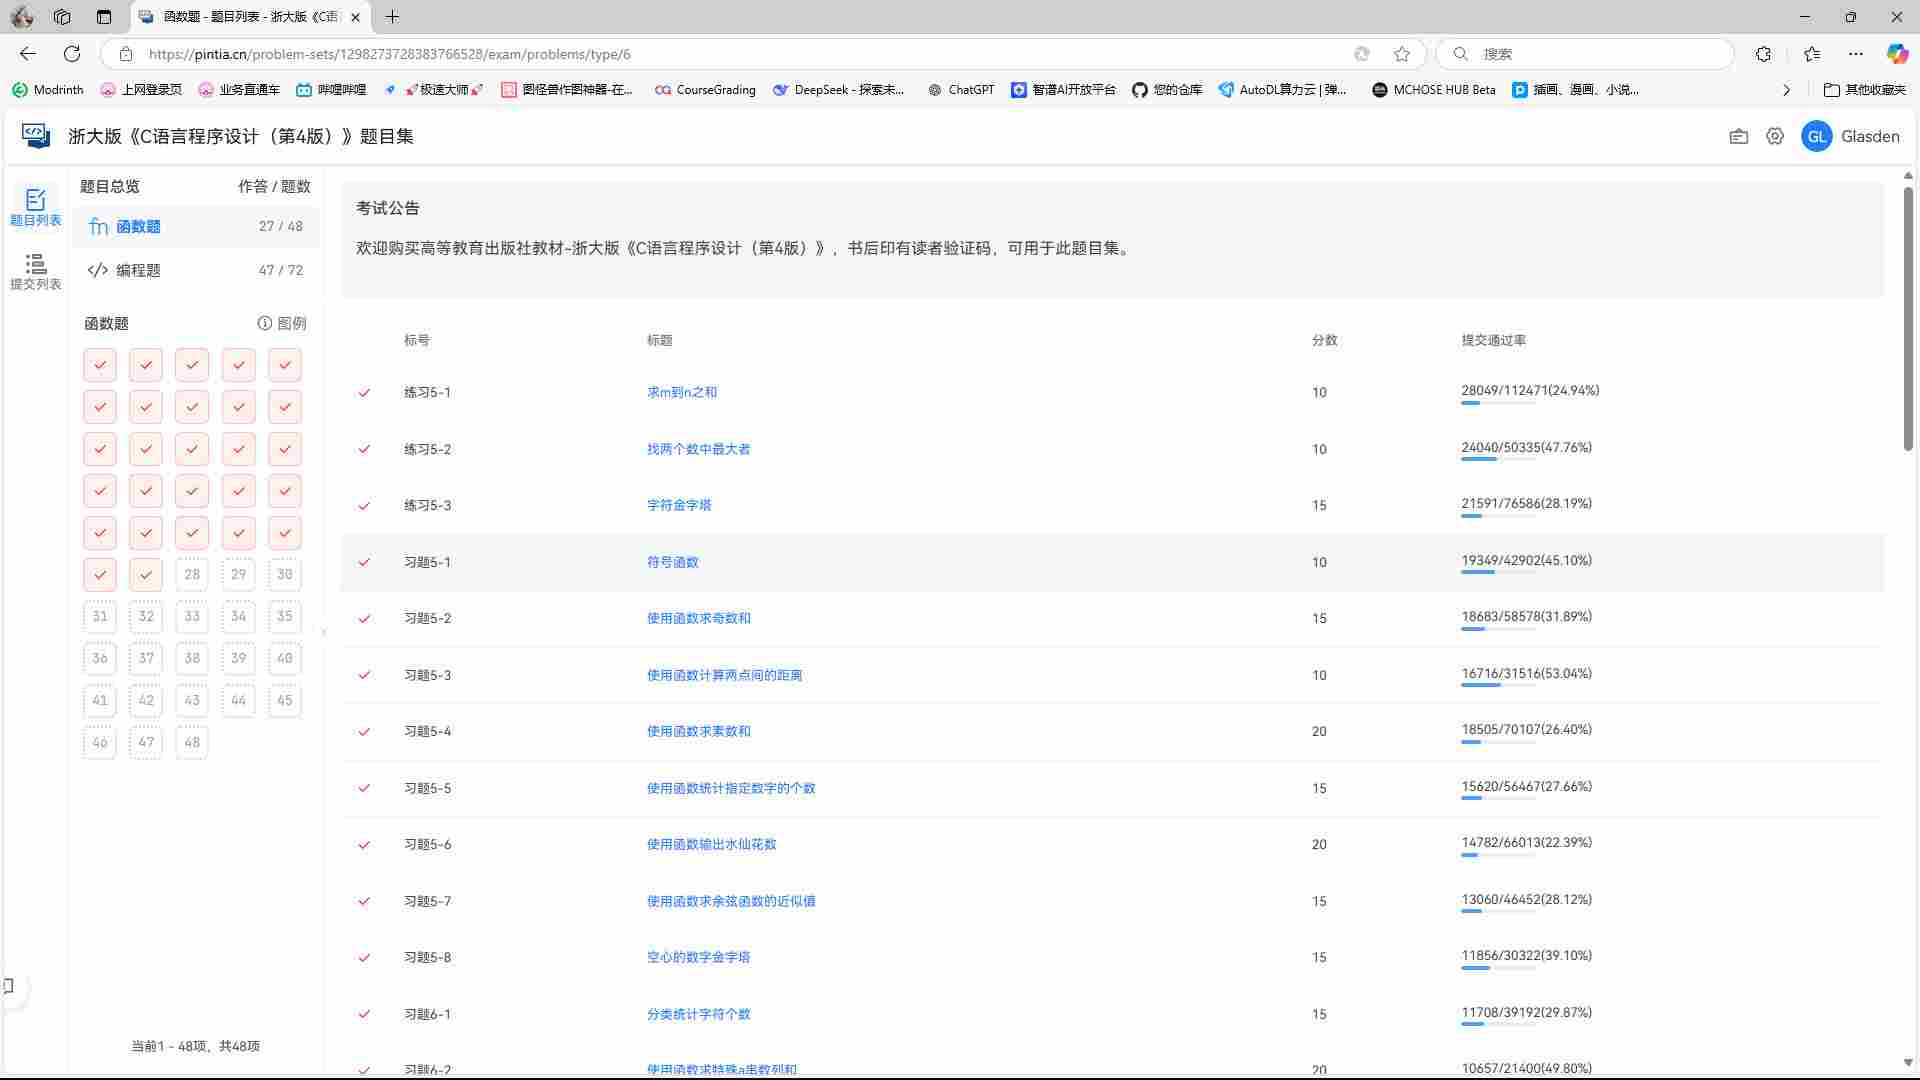 函数题 - 题目列表 - 浙大版《C语
https://pintia.cn/problem-sets/1298273728383766528/exam/problems/type/6
搜索
Modrinth 上网登录页 业务直通车 哔哩哔哩 🚀极速大师🚀 图怪兽作图神器-在... CourseGrading DeepSeek - 探索未... ChatGPT 智谱AI开放平台 您的仓库 AutoDL算力云 | 弹... MCHOSE HUB Beta 插画、漫画、小说... 其他收藏夹
浙大版《C语言程序设计（第4版）》题目集
GL Glasden
题目列表
提交列表
题目总览 作答 / 题数
fn 函数题 27 / 48
</> 编程题 47 / 72
函数题 图例
28 29 30
31 32 33 34 35
36 37 38 39 40
41 42 43 44 45
46 47 48
当前1 - 48项，共48项
考试公告
欢迎购买高等教育出版社教材-浙大版《C语言程序设计（第4版）》，书后印有读者验证码，可用于此题目集。
标号 标题 分数 提交通过率
练习5-1 求m到n之和 10 28049/112471(24.94%)
练习5-2 找两个数中最大者 10 24040/50335(47.76%)
练习5-3 字符金字塔 15 21591/76586(28.19%)
习题5-1 符号函数 10 19349/42902(45.10%)
习题5-2 使用函数求奇数和 15 18683/58578(31.89%)
习题5-3 使用函数计算两点间的距离 10 16716/31516(53.04%)
习题5-4 使用函数求素数和 20 18505/70107(26.40%)
习题5-5 使用函数统计指定数字的个数 15 15620/56467(27.66%)
习题5-6 使用函数输出水仙花数 20 14782/66013(22.39%)
习题5-7 使用函数求余弦函数的近似值 15 13060/46452(28.12%)
习题5-8 空心的数字金字塔 15 11856/30322(39.10%)
习题6-1 分类统计字符个数 15 11708/39192(29.87%)
习题6-2 使用函数求特殊a串数列和 20 10657/21400(49.80%)